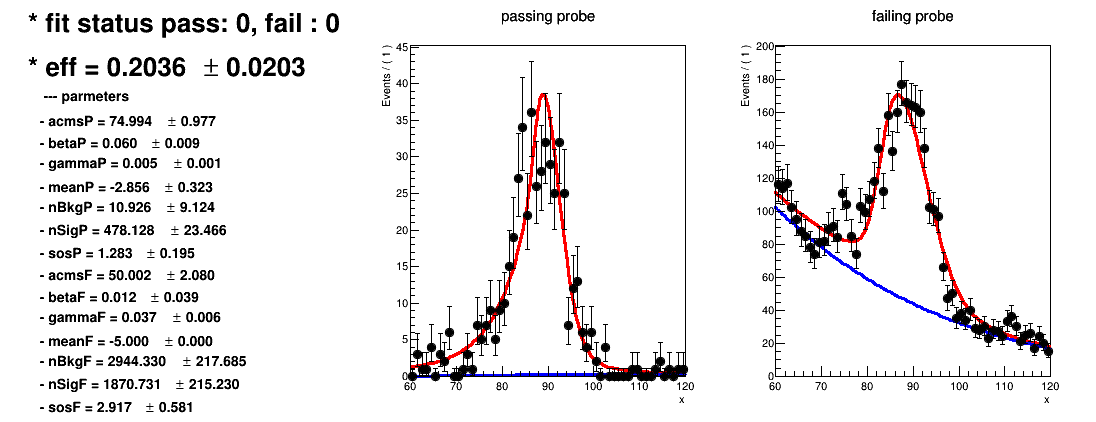 * fit status pass: 0, fail : 0
* eff = 0.2036 ± 0.0203
--- parmeters
- acmsP = 74.994 ± 0.977
- betaP = 0.060 ± 0.009
- gammaP = 0.005 ± 0.001
- meanP = -2.856 ± 0.323
- nBkgP = 10.926 ± 9.124
- nSigP = 478.128 ± 23.466
- sosP = 1.283 ± 0.195
- acmsF = 50.002 ± 2.080
- betaF = 0.012 ± 0.039
- gammaF = 0.037 ± 0.006
- meanF = -5.000 ± 0.000
- nBkgF = 2944.330 ± 217.685
- nSigF = 1870.731 ± 215.230
- sosF = 2.917 ± 0.581
passing probe
Events / ( 1 )
45
40
35
30
25
20
15
10
5
0
60 70 80 90 100 110 120
x
failing probe
Events / ( 1 )
200
180
160
140
120
100
80
60
40
20
0
60 70 80 90 100 110 120
x